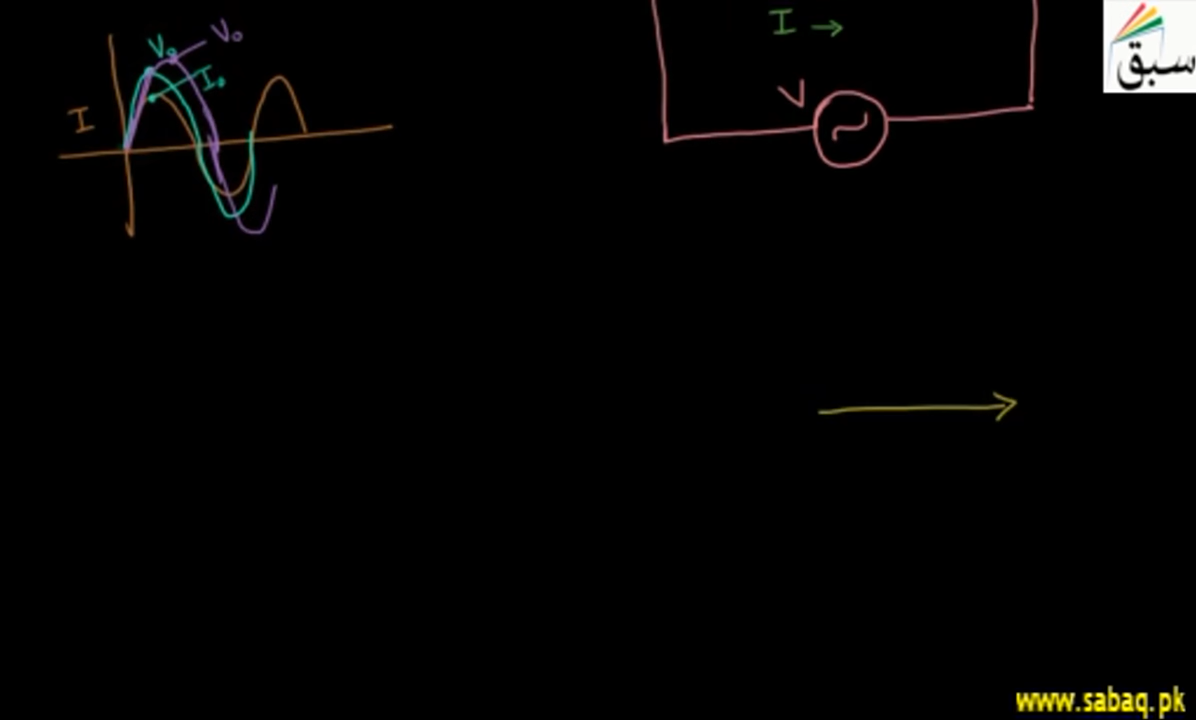 V₀
V₀
I₀
I
I →
V
سبق
www.sabaq.pk